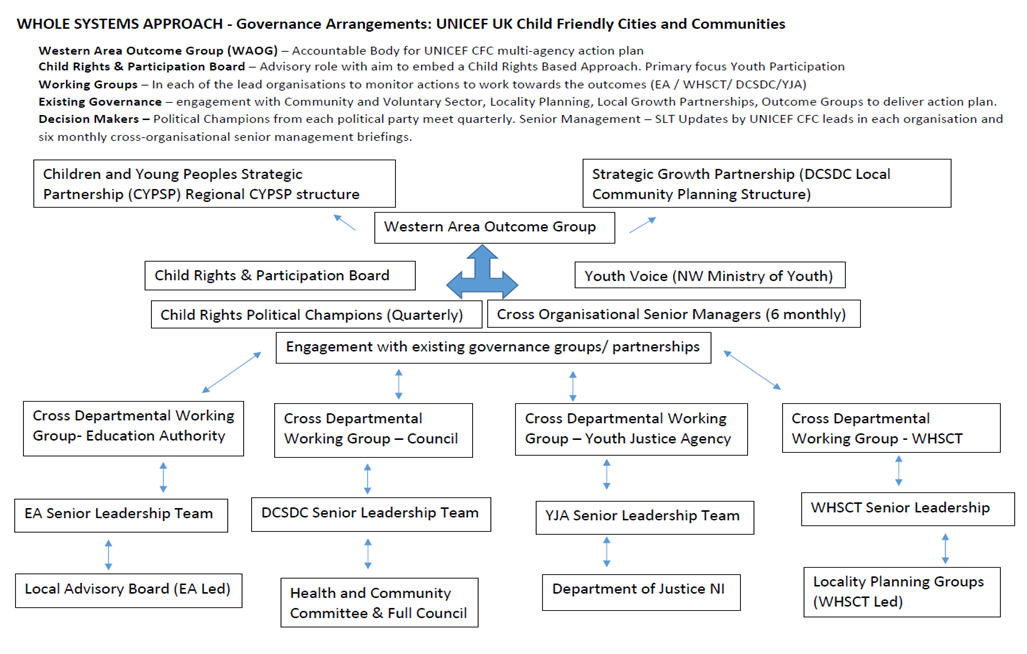 WHOLE SYSTEMS APPROACH - Governance Arrangements: UNICEF UK Child Friendly Cities and Communities
Western Area Outcome Group (WAOG) – Accountable Body for UNICEF CFC multi-agency action plan
Child Rights & Participation Board – Advisory role with aim to embed a Child Rights Based Approach. Primary focus Youth Participation
Working Groups – In each of the lead organisations to monitor actions to work towards the outcomes (EA / WHSCT/ DCSDC/YJA)
Existing Governance – engagement with Community and Voluntary Sector, Locality Planning, Local Growth Partnerships, Outcome Groups to deliver action plan.
Decision Makers – Political Champions from each political party meet quarterly. Senior Management – SLT Updates by UNICEF CFC leads in each organisation and
six monthly cross-organisational senior management briefings.
Children and Young Peoples Strategic
Partnership (CYPSP) Regional CYPSP structure
Strategic Growth Partnership (DCSDC Local
Community Planning Structure)
Western Area Outcome Group
Child Rights & Participation Board
Youth Voice (NW Ministry of Youth)
Child Rights Political Champions (Quarterly)
Cross Organisational Senior Managers (6 monthly)
Engagement with existing governance groups/ partnerships
Cross Departmental Working
Group- Education Authority
Cross Departmental
Working Group – Council
Cross Departmental Working
Group – Youth Justice Agency
Cross Departmental
Working Group - WHSCT
EA Senior Leadership Team
DCSDC Senior Leadership Team
YJA Senior Leadership Team
WHSCT Senior Leadership
Local Advisory Board (EA Led)
Health and Community
Committee & Full Council
Department of Justice NI
Locality Planning Groups
(WHSCT Led)